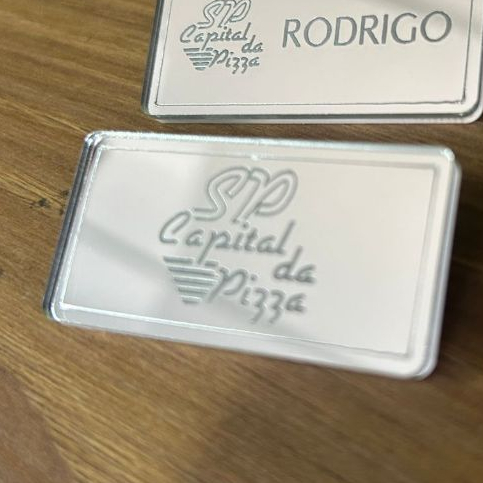 SP
Capital
da
Pizza
RODRIGO
SP
Capital
da
Pizza